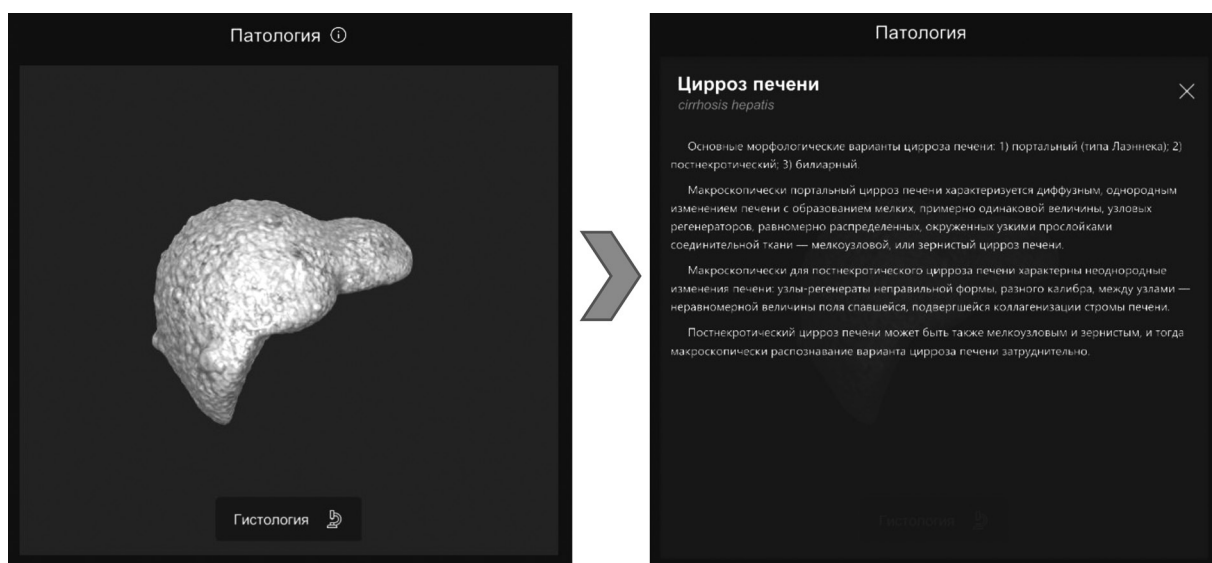 Патология
Гистология
Патология
Цирроз печени
cirrhosis hepatis
Основные морфологические варианты цирроза печени: 1) портальный (типа Лаэннека); 2)
постнекротический; 3) билиарный.
Макроскопически портальный цирроз печени характеризуется диффузным, однородным
изменением печени с образованием мелких, примерно одинаковой величины, узловых
регенераторов, равномерно распределенных, окруженных узкими прослойками
соединительной ткани — мелкоузловой, или зернистый цирроз печени.
Макроскопически для постнекротического цирроза печени характерны неоднородные
изменения печени: узлы-регенераты неправильной формы, разного калибра, между узлами —
неравномерной величины поля спавшейся, подвергшейся коллагенизации стромы печени.
Постнекротический цирроз печени может быть также мелкоузловым и зернистым, и тогда
макроскопически распознавание варианта цирроза печени затруднительно.
Гистология